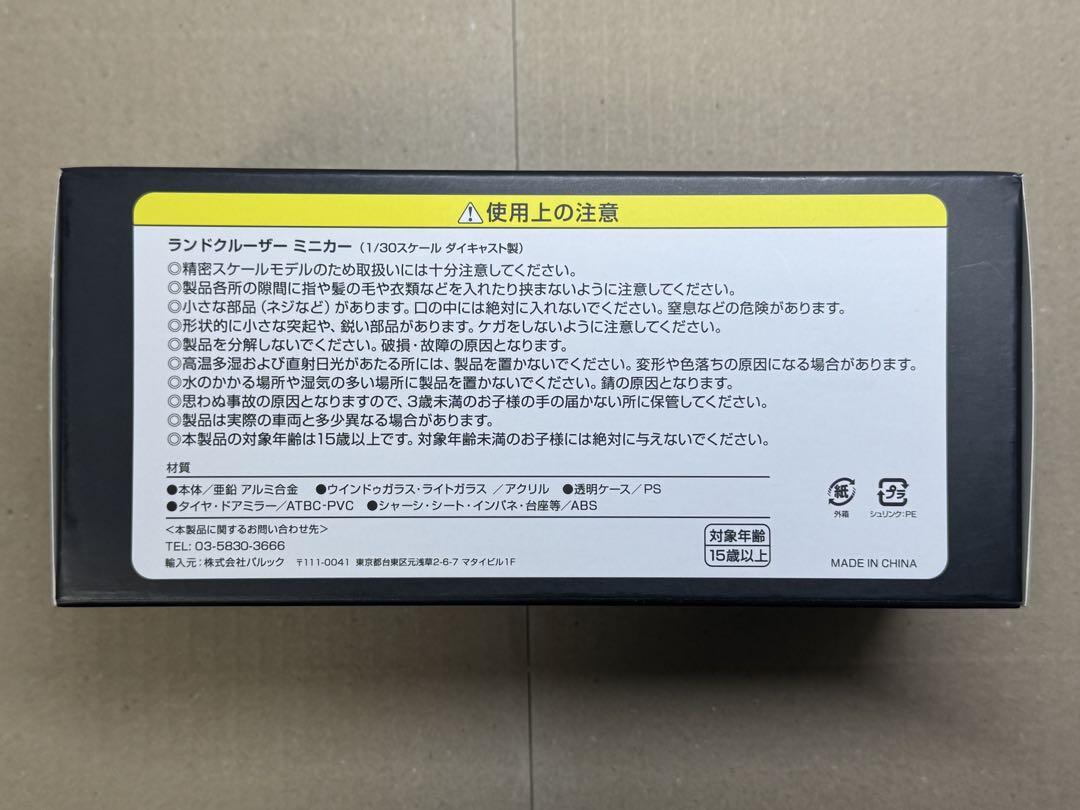 ⚠使用上の注意
ランドクルーザー ミニカー（1/30スケール ダイキャスト製）
◎精密スケールモデルのため取扱いには十分注意してください。
◎製品各所の隙間に指や髪の毛や衣類などを入れたり挟まないように注意してください。
◎小さな部品（ネジなど）があります。口の中には絶対に入れないでください。窒息などの危険があります。
◎形状的に小さな突起や、鋭い部品があります。ケガをしないように注意してください。
◎製品を分解しないでください。破損・故障の原因となります。
◎高温多湿および直射日光があたる所には、製品を置かないでください。変形や色落ちの原因になる場合があります。
◎水のかかる場所や湿気の多い場所に製品を置かないでください。錆の原因となります。
◎思わぬ事故の原因となりますので、3歳未満のお子様の手の届かない所に保管してください。
◎製品は実際の車両と多少異なる場合があります。
◎本製品の対象年齢は15歳以上です。対象年齢未満のお子様には絶対に与えないでください。
材質
●本体／亜鉛 アルミ合金 ●ウインドゥガラス・ライトガラス ／アクリル ●透明ケース／PS
●タイヤ・ドアミラー／ATBC-PVC ●シャーシ・シート・インパネ・台座等／ABS
紙 外箱
プラ シュリンク：PE
＜本製品に関するお問い合わせ先＞
TEL: 03-5830-3666
輸入元：株式会社バルック 〒111-0041 東京都台東区元浅草2-6-7 マタイビル1F
対象年齢
15歳以上
MADE IN CHINA